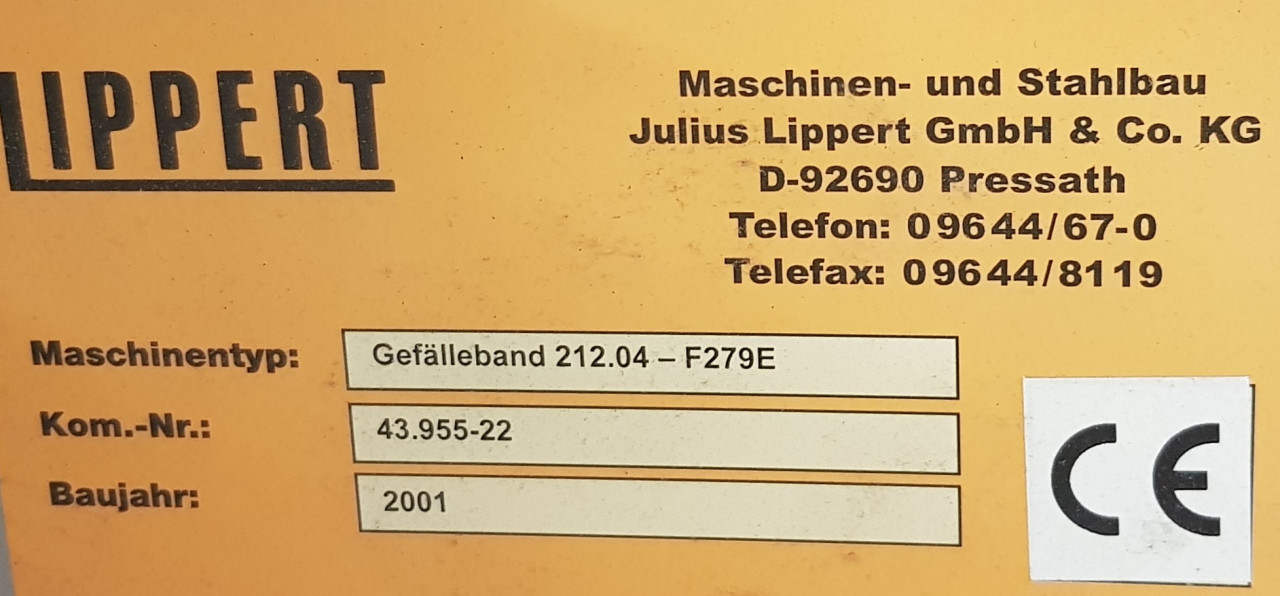 LIPPERT
Maschinen- und Stahlbau
Julius Lippert GmbH & Co. KG
D-92690 Pressath
Telefon: 09644/67-0
Telefax: 09644/8119
Maschinentyp: Gefälleband 212.04 – F279E
Kom.-Nr.: 43.955-22
Baujahr: 2001
CE